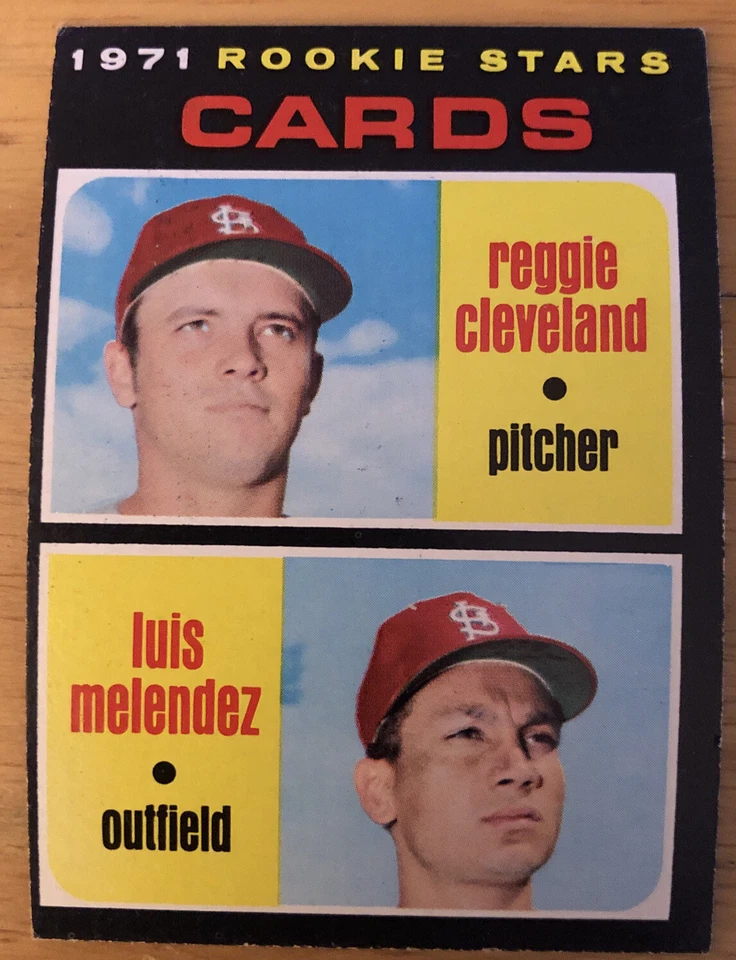 1971 ROOKIE STARS
CARDS
reggie
cleveland
•
pitcher
luis
melendez
•
outfield